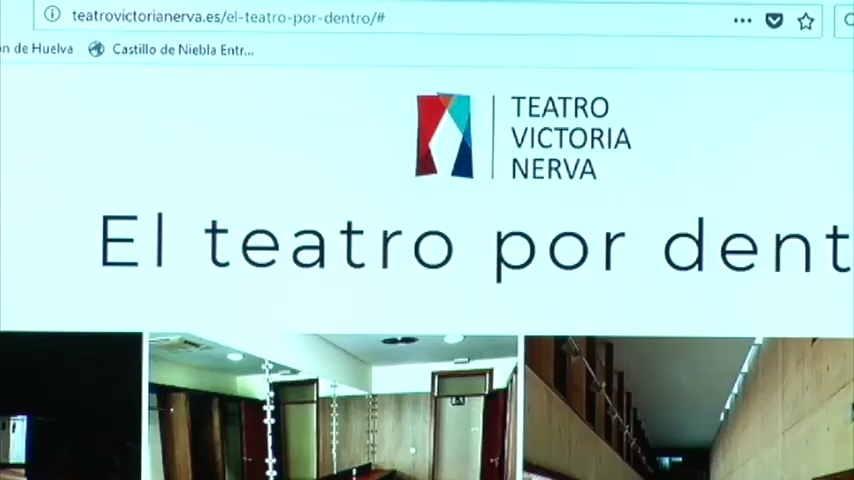 teatrovictorianerva.es/el-teatro-por-dentro/#
n de Huelva Castillo de Niebla Entr...
TEATRO
VICTORIA
NERVA
El teatro por dent